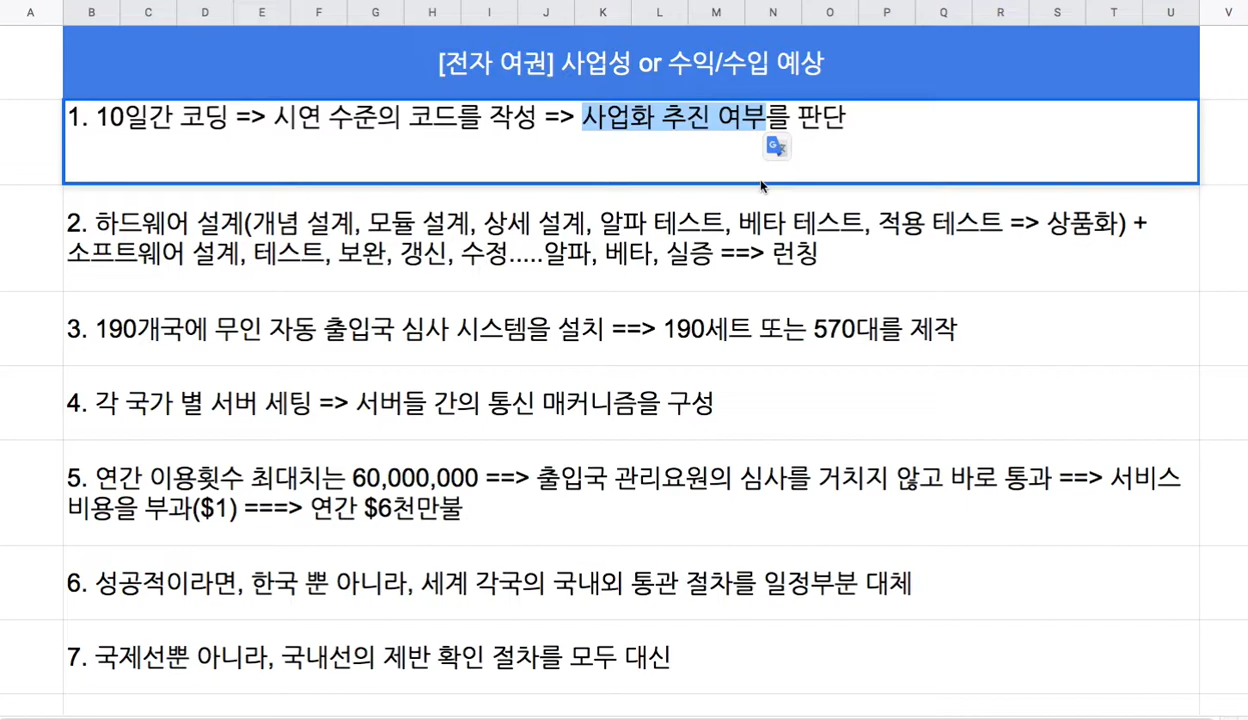 A B C D E F G H I J K L M N O P Q R S T U V
[전자 여권] 사업성 or 수익/수입 예상
1. 10일간 코딩 => 시연 수준의 코드를 작성 => 사업화 추진 여부를 판단
2. 하드웨어 설계(개념 설계, 모듈 설계, 상세 설계, 알파 테스트, 베타 테스트, 적용 테스트 => 상품화) +
소프트웨어 설계, 테스트, 보완, 갱신, 수정.....알파, 베타, 실증 ==> 런칭
3. 190개국에 무인 자동 출입국 심사 시스템을 설치 ==> 190세트 또는 570대를 제작
4. 각 국가 별 서버 세팅 => 서버들 간의 통신 매커니즘을 구성
5. 연간 이용횟수 최대치는 60,000,000 ==> 출입국 관리요원의 심사를 거치지 않고 바로 통과 ==> 서비스
비용을 부과($1) ===> 연간 $6천만불
6. 성공적이라면, 한국 뿐 아니라, 세계 각국의 국내외 통관 절차를 일정부분 대체
7. 국제선뿐 아니라, 국내선의 제반 확인 절차를 모두 대신